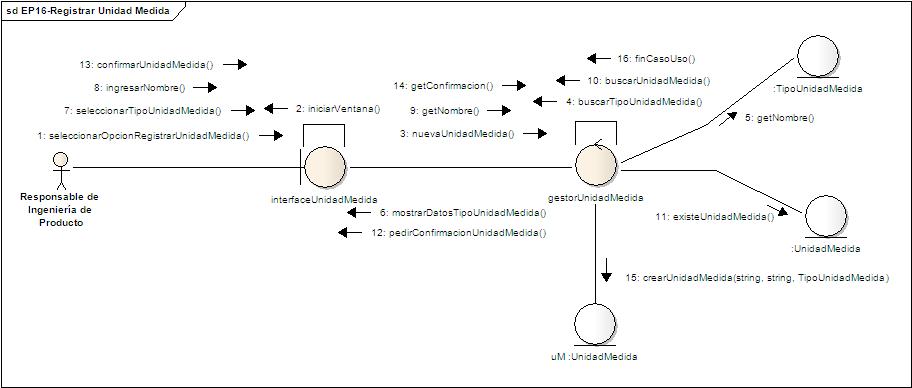 sd EP16-Registrar Unidad Medida
13: confirmarUnidadMedida()
8: ingresarNombre()
7: seleccionarTipoUnidadMedida()
1: seleccionarOpcionRegistrarUnidadMedida()
2: iniciarVentana()
14: getConfirmacion()
9: getNombre()
3: nuevaUnidadMedida()
16: finCasoUso()
10: buscarUnidadMedida()
4: buscarTipoUnidadMedida()
:TipoUnidadMedida
5: getNombre()
Responsable de
Ingeniería de
Producto
interfaceUnidadMedida
gestorUnidadMedida
6: mostrarDatosTipoUnidadMedida()
12: pedirConfirmacionUnidadMedida()
11: existeUnidadMedida()
:UnidadMedida
15: crearUnidadMedida(string, string, TipoUnidadMedida)
uM :UnidadMedida